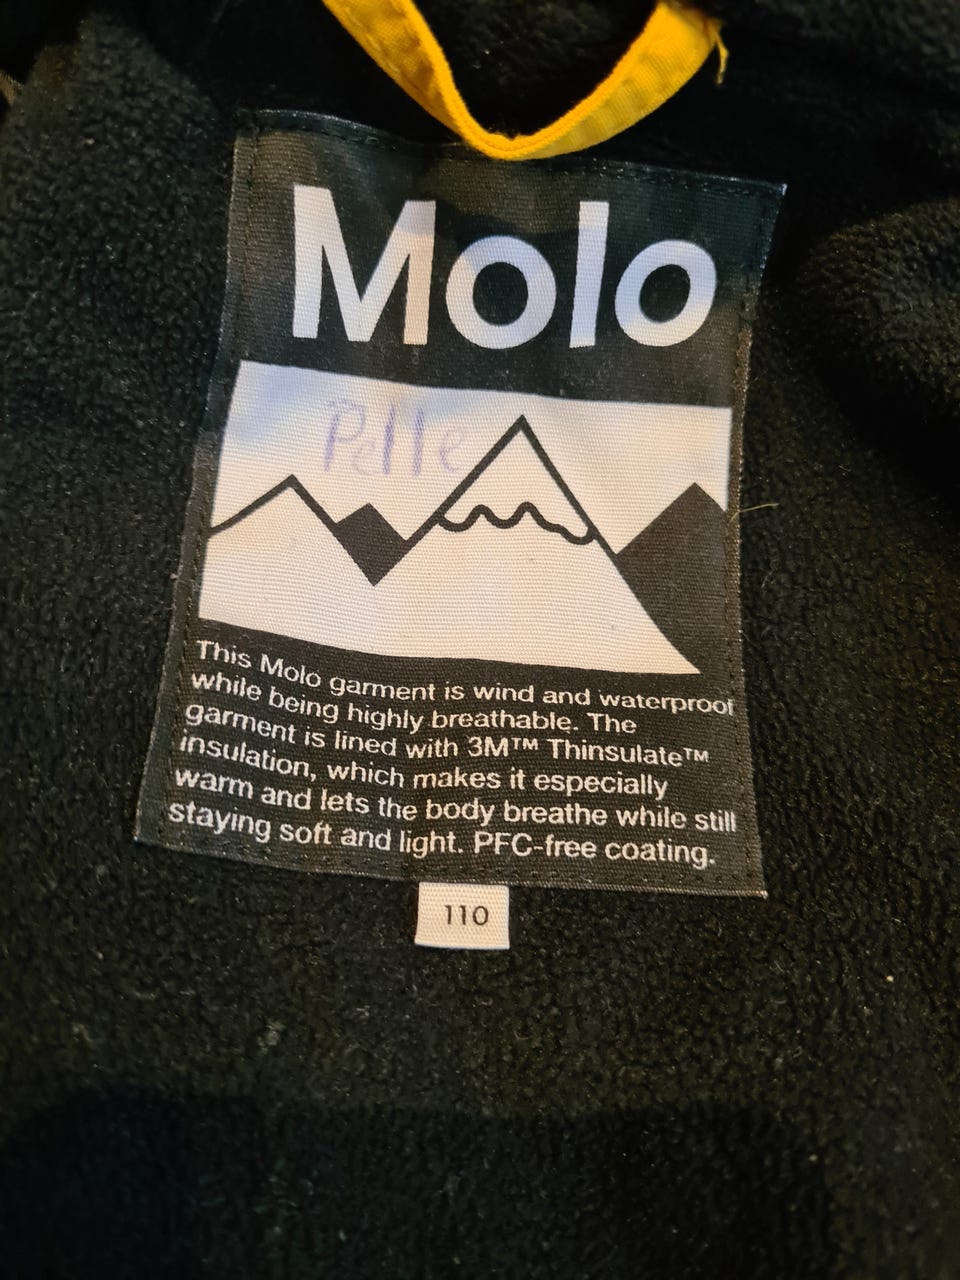 Molo
Pelle
This Molo garment is wind and waterproof
while being highly breathable. The
garment is lined with 3M™ Thinsulate™
insulation, which makes it especially
warm and lets the body breathe while still
staying soft and light. PFC-free coating.
110